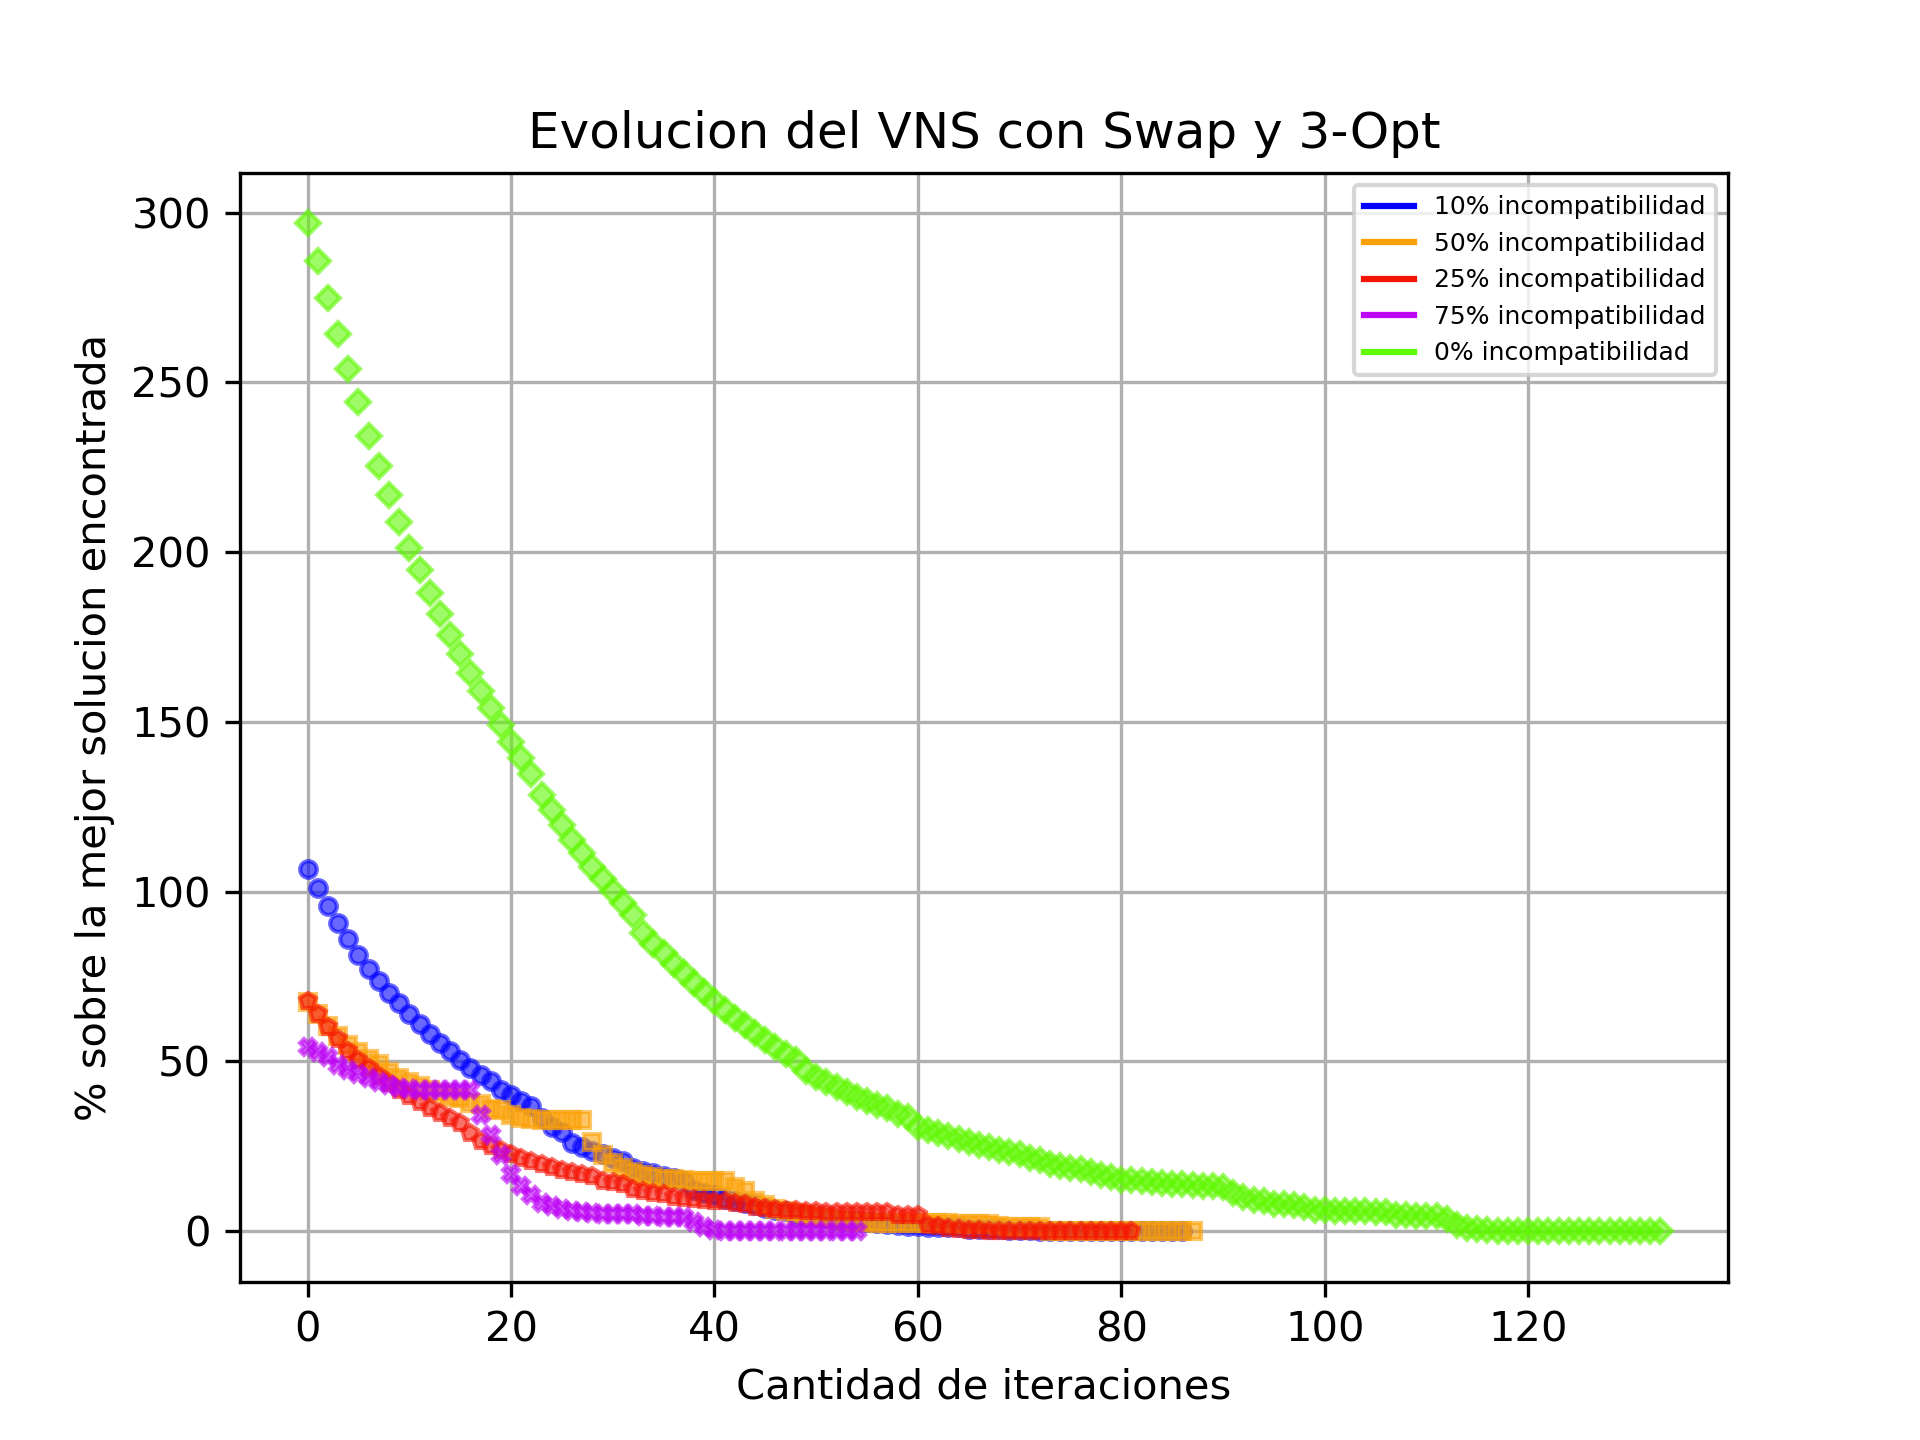 Evolucion del VNS con Swap y 3-Opt
% sobre la mejor solucion encontrada
300
250
200
150
100
50
0
10% incompatibilidad
50% incompatibilidad
25% incompatibilidad
75% incompatibilidad
0% incompatibilidad
0 20 40 60 80 100 120
Cantidad de iteraciones